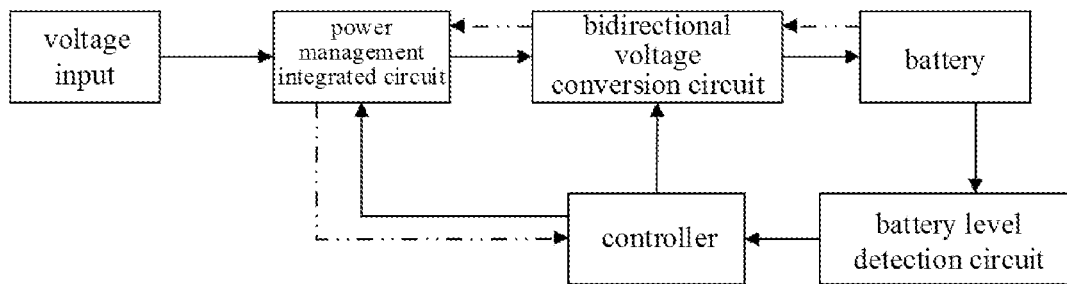 voltage
input
power
management
integrated circuit
bidirectional
voltage
conversion circuit
battery
controller
battery level
detection circuit